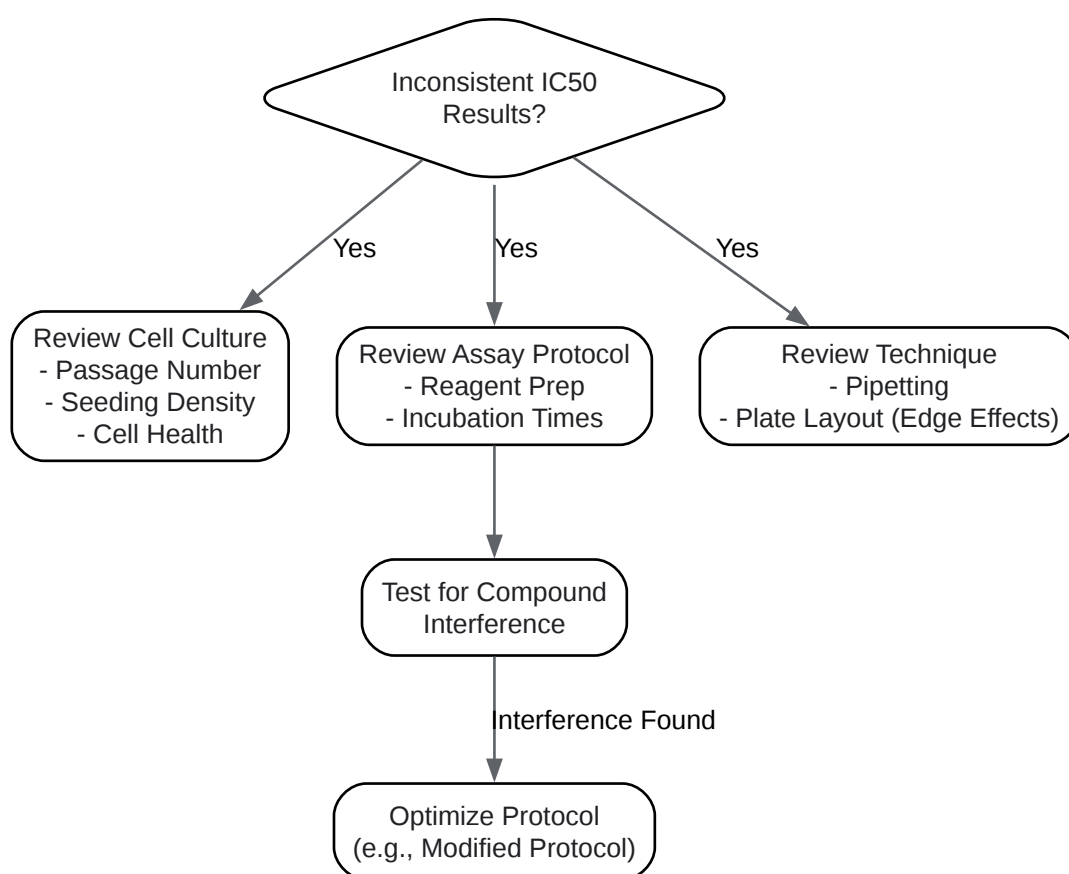 Inconsistent IC50
Results?
Yes
Yes
Yes
Review Cell Culture
- Passage Number
- Seeding Density
- Cell Health
Review Assay Protocol
- Reagent Prep
- Incubation Times
Review Technique
- Pipetting
- Plate Layout (Edge Effects)
Test for Compound
Interference
Interference Found
Optimize Protocol
(e.g., Modified Protocol)